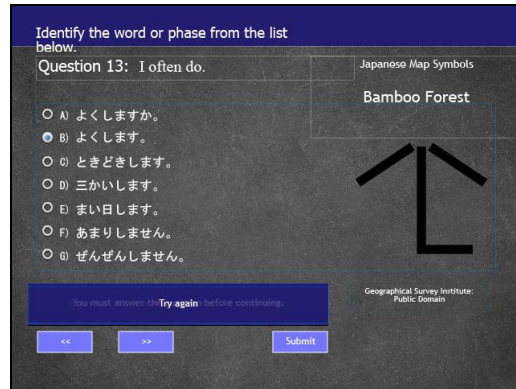 Identify the word or phase from the list
below.
Question 13: I often do.
A) よくしますか。
B) よくします。
C) ときどきします。
D) 三かいします。
E) まい日します。
F) あまりしません。
G) ぜんぜんしません。
You must answer the Try again before continuing.
<<
>>
Submit
Japanese Map Symbols
Bamboo Forest
Geographical Survey Institute:
Public Domain